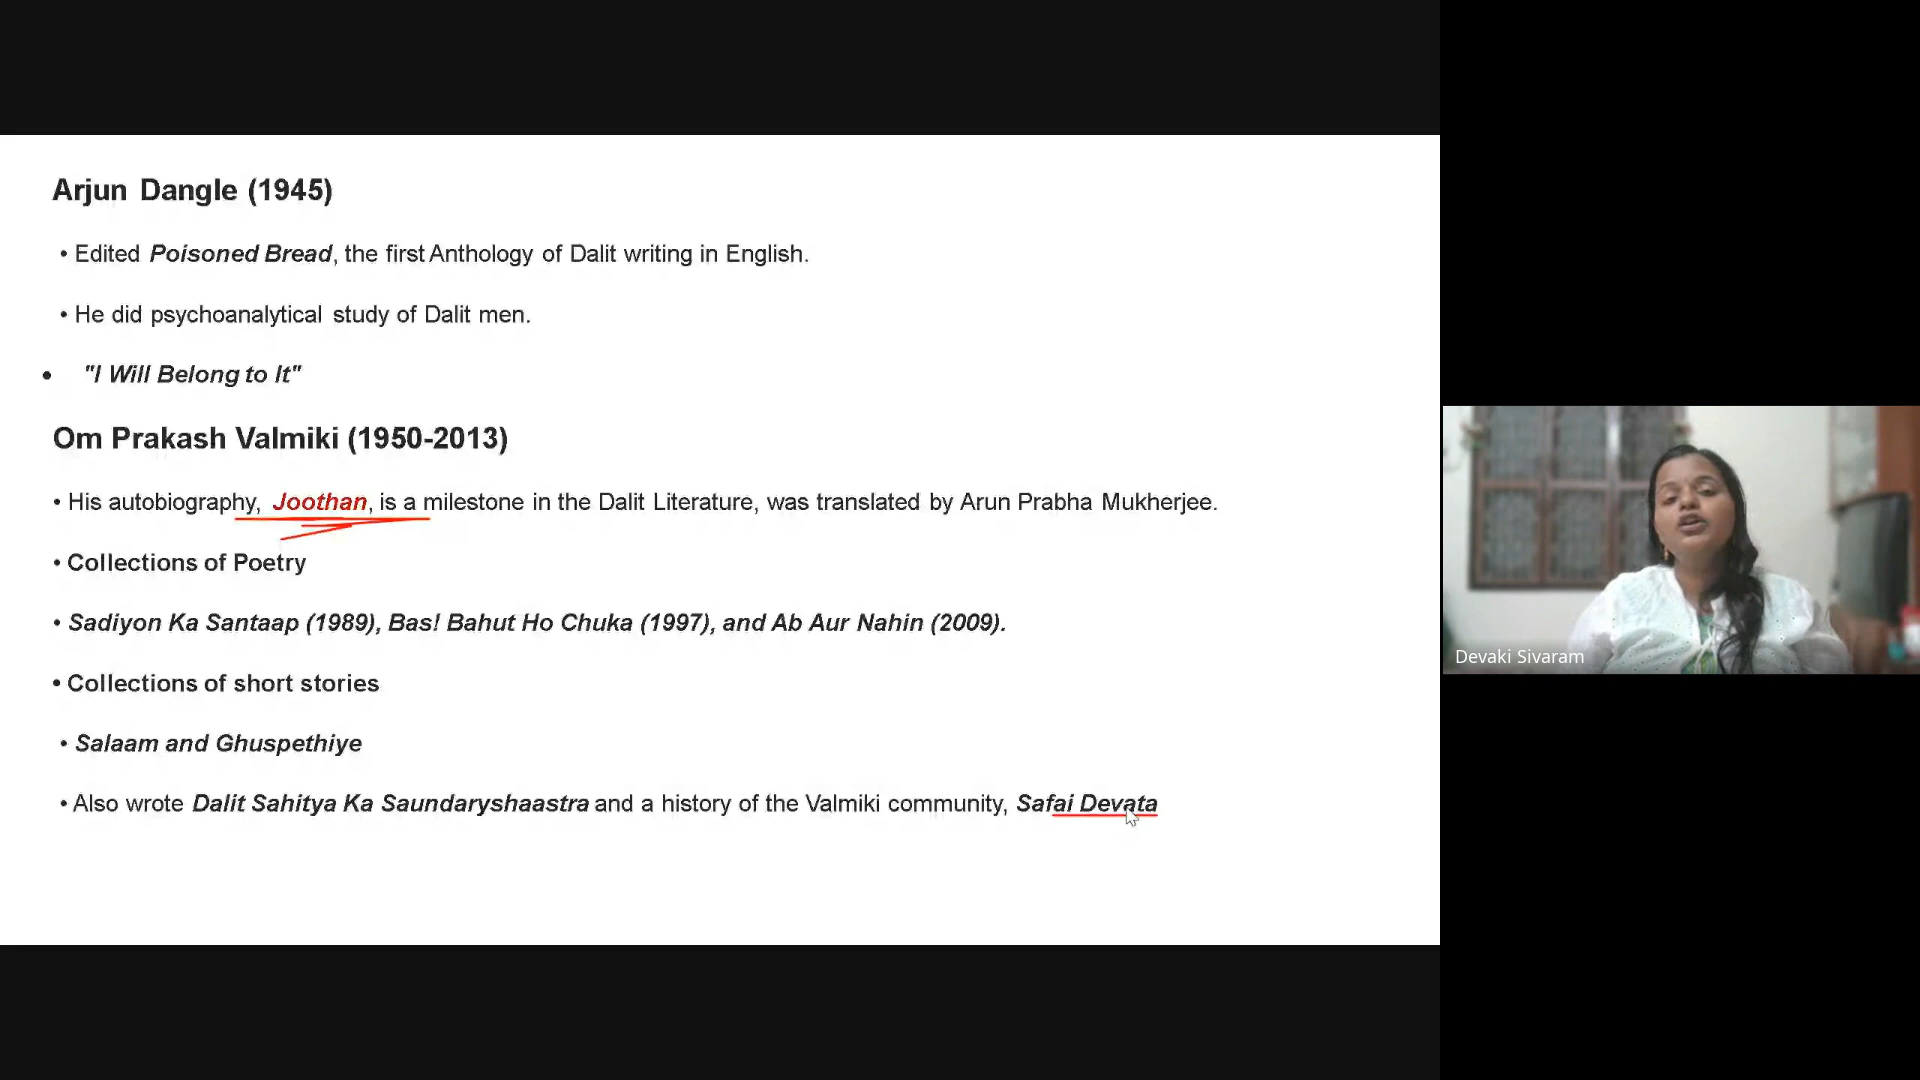 Arjun Dangle (1945)
• Edited Poisoned Bread, the first Anthology of Dalit writing in English.
• He did psychoanalytical study of Dalit men.
• "I Will Belong to It"
Om Prakash Valmiki (1950-2013)
• His autobiography, Joothan, is a milestone in the Dalit Literature, was translated by Arun Prabha Mukherjee.
• Collections of Poetry
• Sadiyon Ka Santaap (1989), Bas! Bahut Ho Chuka (1997), and Ab Aur Nahin (2009).
• Collections of short stories
• Salaam and Ghuspethiye
• Also wrote Dalit Sahitya Ka Saundaryshaastra and a history of the Valmiki community, Safai Devata
Devaki Sivaram